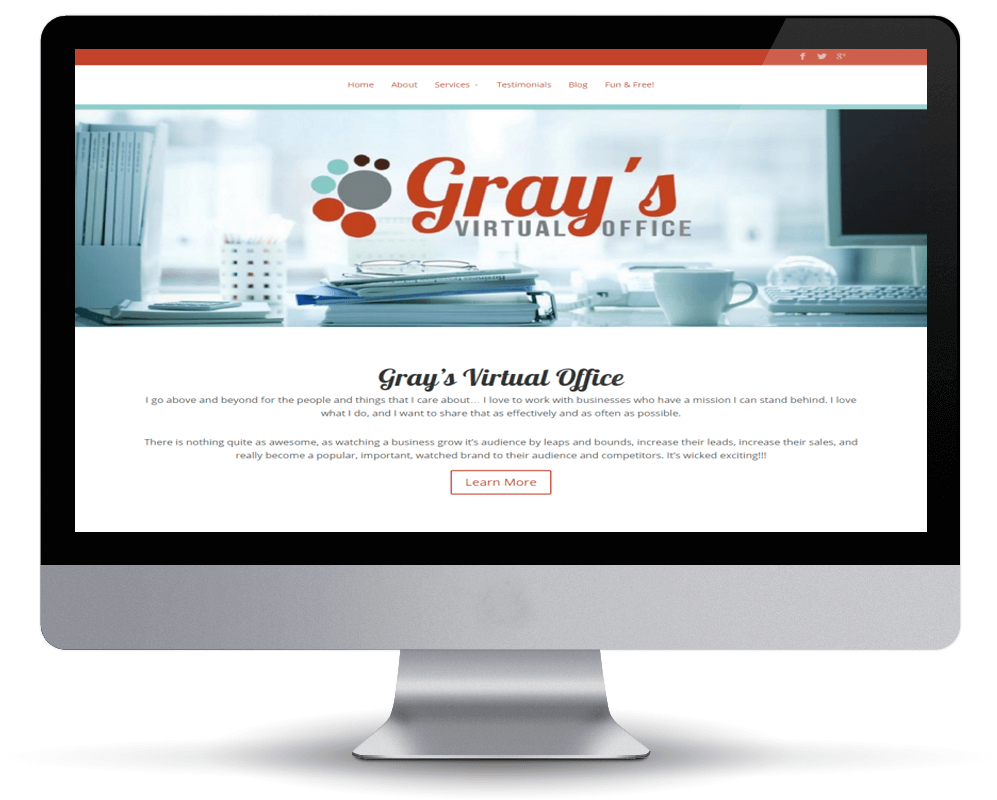 Home About Services Testimonials Blog Fun & Free!
Gray's
VIRTUAL OFFICE
Gray's Virtual Office
I go above and beyond for the people and things that I care about... I love to work with businesses who have a mission I can stand behind. I love
what I do, and I want to share that as effectively and as often as possible.
There is nothing quite as awesome, as watching a business grow it's audience by leaps and bounds, increase their leads, increase their sales, and
really become a popular, important, watched brand to their audience and competitors. It's wicked exciting!!!
Learn More